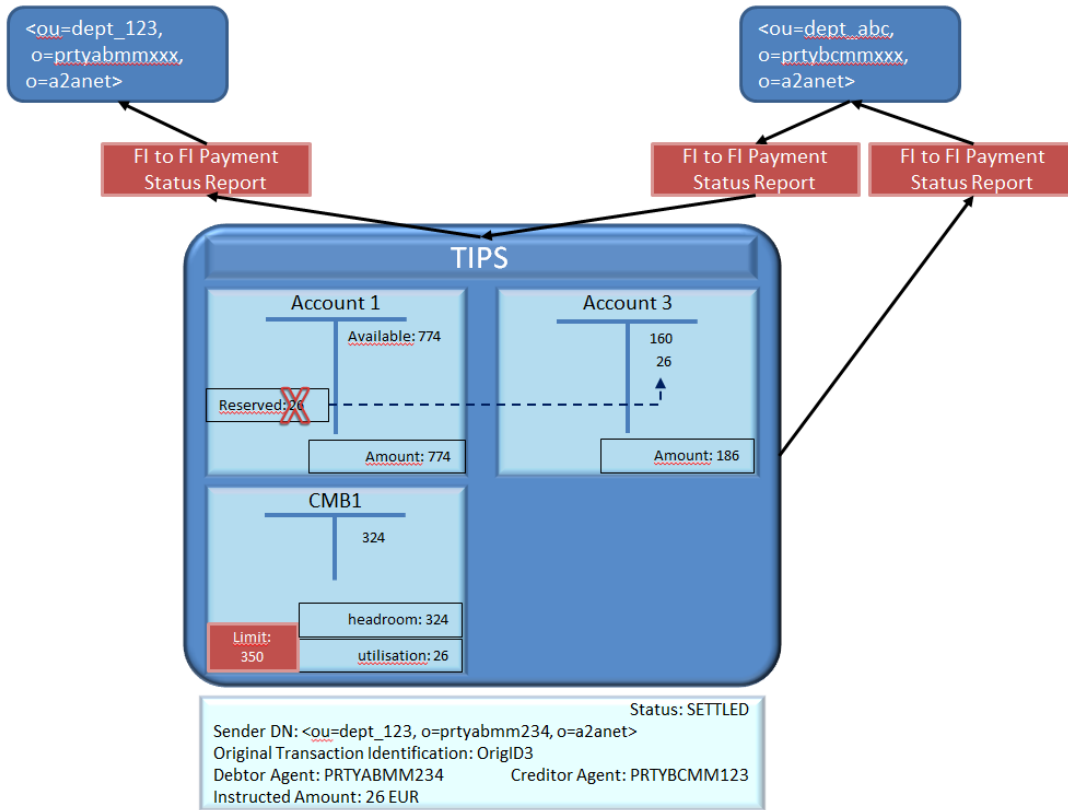 <ou=dept_123,
o=prtyabmmxxx,
o=a2anet>
<ou=dept_abc,
o=prtybcmmxxx,
o=a2anet>
FI to FI Payment
Status Report
FI to FI Payment
Status Report
FI to FI Payment
Status Report
TIPS
Account 1
Available: 774
Reserved: 26
Amount: 774
Account 3
160
26
Amount: 186
CMB1
324
headroom: 324
Limit:
350
utilisation: 26
Status: SETTLED
Sender DN: <ou=dept_123, o=prtyabmm234, o=a2anet>
Original Transaction Identification: OrigID3
Debtor Agent: PRTYABMM234 Creditor Agent: PRTYBCMM123
Instructed Amount: 26 EUR